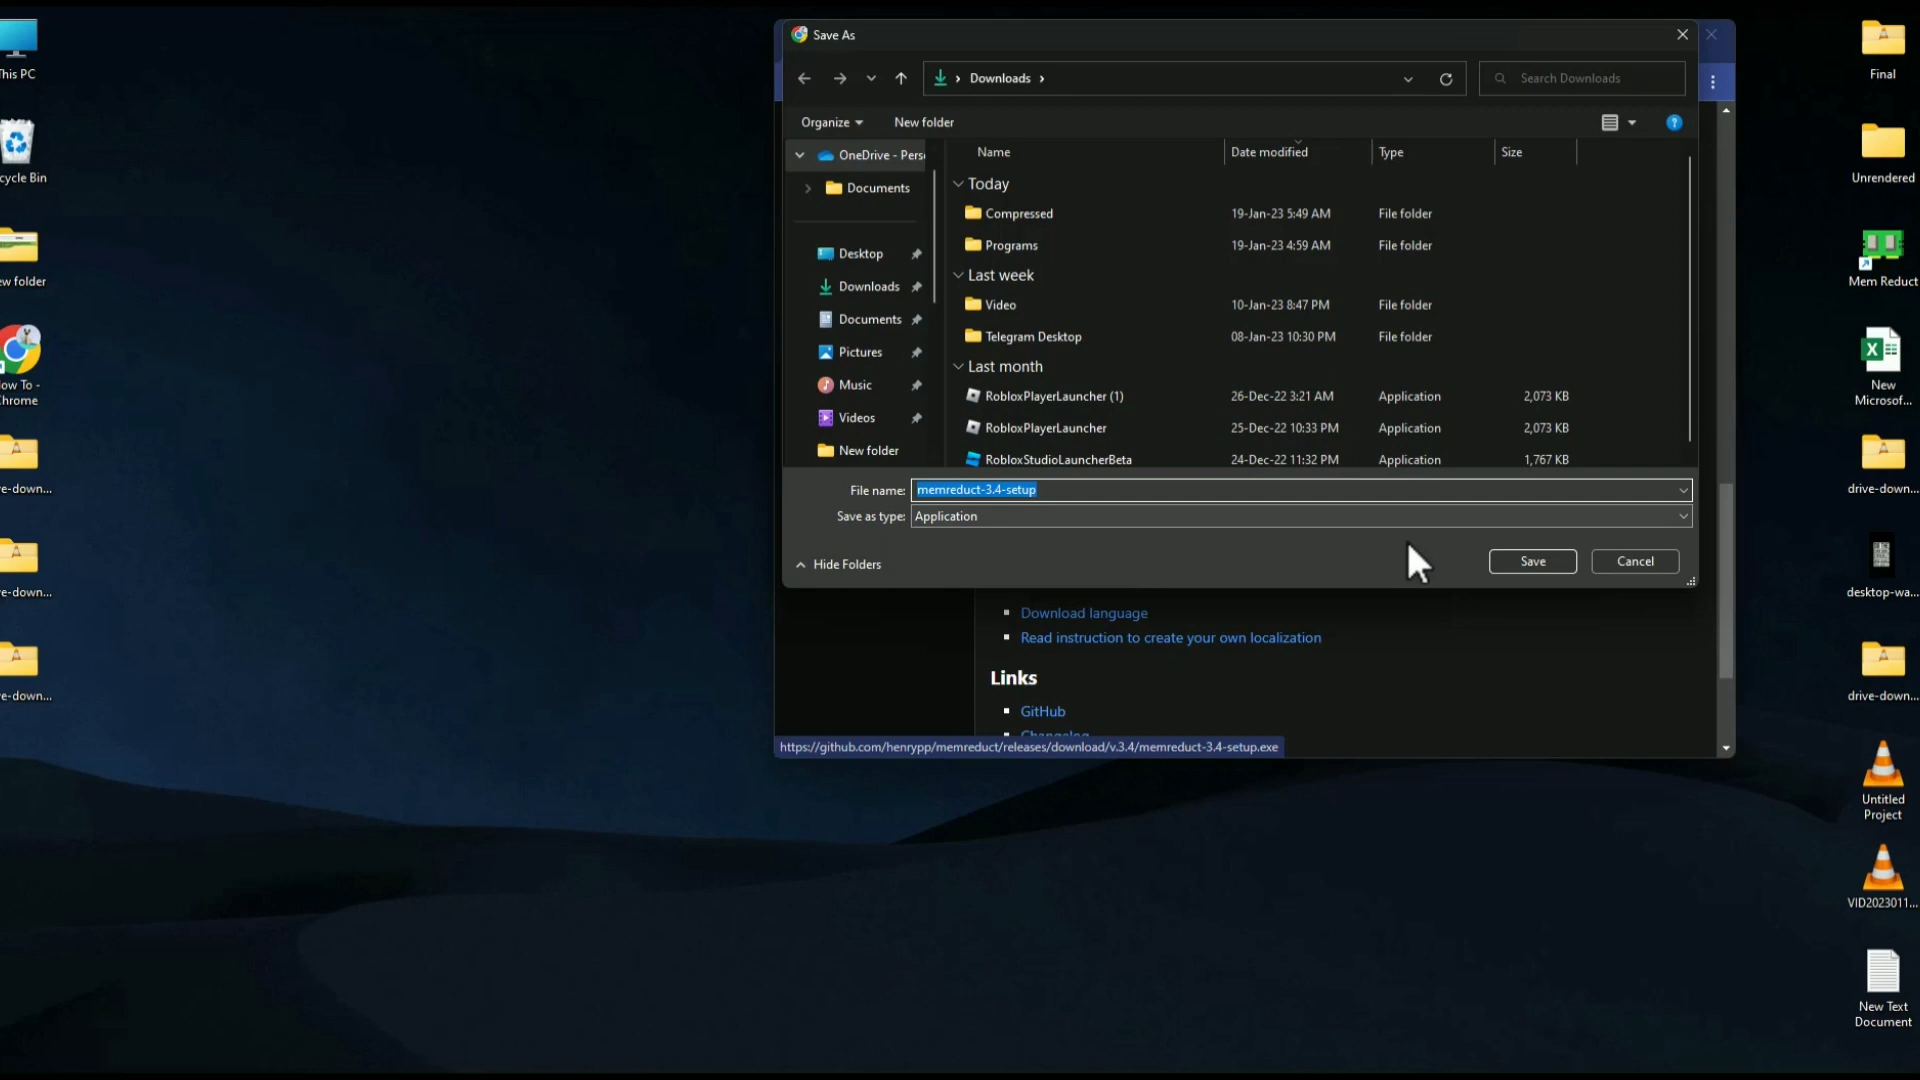 This PC
cycle Bin
ew folder
ow To -
Chrome
e-down...
e-down...
e-down...
Save As
Downloads
Search Downloads
Organize
New folder
Name
Date modified
Type
Size
OneDrive - Pers
Documents
Desktop
Downloads
Documents
Pictures
Music
Videos
New folder
Today
Compressed 19-Jan-23 5:49 AM File folder
Programs 19-Jan-23 4:59 AM File folder
Last week
Video 10-Jan-23 8:47 PM File folder
Telegram Desktop 08-Jan-23 10:30 PM File folder
Last month
RobloxPlayerLauncher (1) 26-Dec-22 3:21 AM Application 2,073 KB
RobloxPlayerLauncher 25-Dec-22 10:33 PM Application 2,073 KB
RobloxStudioLauncherBeta 24-Dec-22 11:32 PM Application 1,767 KB
File name: memreduct-3.4-setup
Save as type: Application
Hide Folders
Save
Cancel
Download language
Read instruction to create your own localization
Links
GitHub
Changelog
https://github.com/henrypp/memreduct/releases/download/v.3.4/memreduct-3.4-setup.exe
Final
Unrendered
Mem Reduct
New
Microsof...
drive-down...
desktop-wa...
drive-down...
Untitled
Project
VID2023011...
New Text
Document